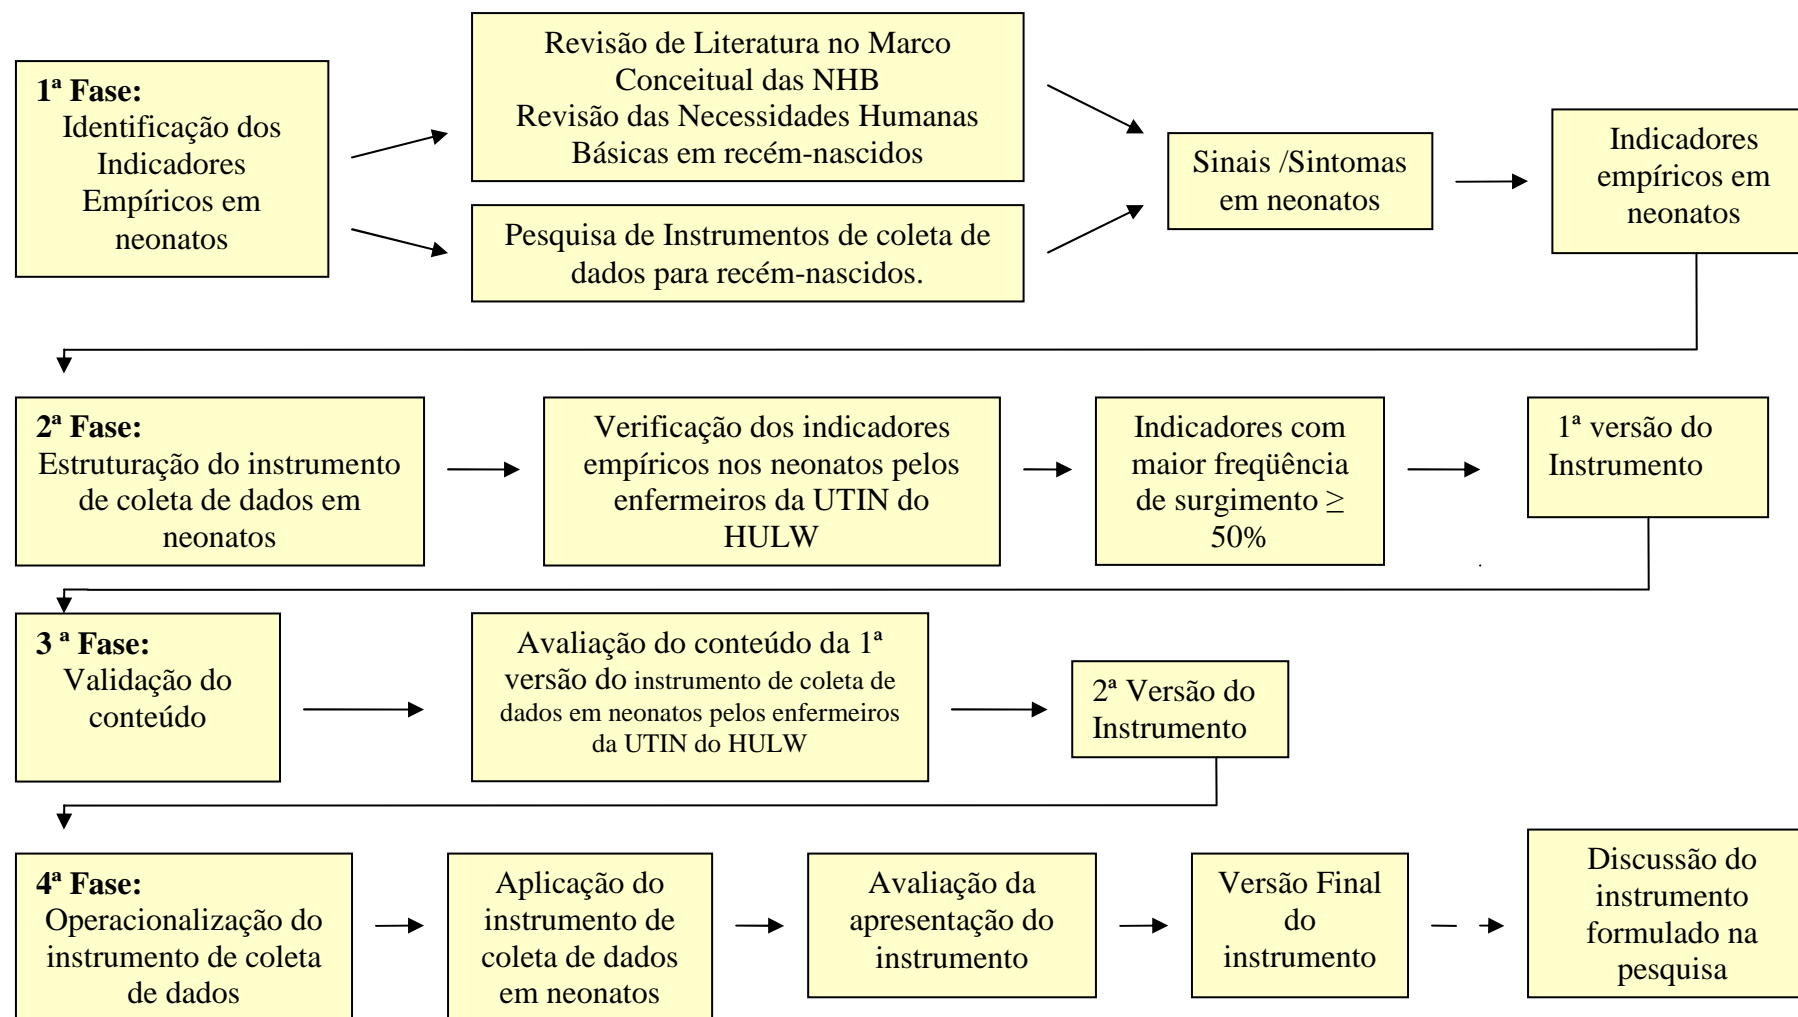 1ª Fase:
Identificação dos
Indicadores
Empíricos em
neonatos
Revisão de Literatura no Marco
Conceitual das NHB
Revisão das Necessidades Humanas
Básicas em recém-nascidos
Pesquisa de Instrumentos de coleta de
dados para recém-nascidos.
Sinais /Sintomas
em neonatos
Indicadores
empíricos em
neonatos
2ª Fase:
Estruturação do instrumento
de coleta de dados em
neonatos
Verificação dos indicadores
empíricos nos neonatos pelos
enfermeiros da UTIN do
HULW
Indicadores com
maior freqüência
de surgimento ≥
50%
1ª versão do
Instrumento
3 ª Fase:
Validação do
conteúdo
Avaliação do conteúdo da 1ª
versão do instrumento de coleta de
dados em neonatos pelos enfermeiros
da UTIN do HULW
2ª Versão do
Instrumento
4ª Fase:
Operacionalização do
instrumento de coleta
de dados
Aplicação do
instrumento de
coleta de dados
em neonatos
Avaliação da
apresentação do
instrumento
Versão Final
do
instrumento
Discussão do
instrumento
formulado na
pesquisa